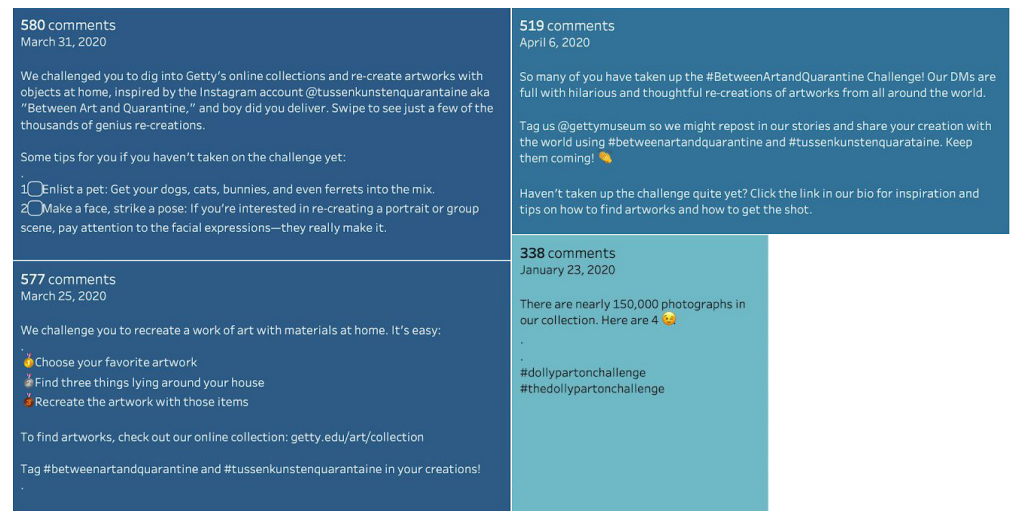 580 comments
March 31, 2020
We challenged you to dig into Getty's online collections and re-create artworks with
objects at home, inspired by the Instagram account @tussenkunstenquarantaine aka
"Between Art and Quarantine," and boy did you deliver. Swipe to see just a few of the
thousands of genius re-creations.
Some tips for you if you haven't taken on the challenge yet:
.
1⃣Enlist a pet: Get your dogs, cats, bunnies, and even ferrets into the mix.
2⃣Make a face, strike a pose: If you're interested in re-creating a portrait or group
scene, pay attention to the facial expressions—they really make it.
577 comments
March 25, 2020
We challenge you to recreate a work of art with materials at home. It's easy:
.
🥇Choose your favorite artwork
🥈Find three things lying around your house
🥉Recreate the artwork with those items
To find artworks, check out our online collection: getty.edu/art/collection
Tag #betweenartandquarantine and #tussenkunstenquarantaine in your creations!
.
519 comments
April 6, 2020
So many of you have taken up the #BetweenArtandQuarantine Challenge! Our DMs are
full with hilarious and thoughtful re-creations of artworks from all around the world.
Tag us @gettymuseum so we might repost in our stories and share your creation with
the world using #betweenartandquarantine and #tussenkunstenquarataine. Keep
them coming! 👏
Haven't taken up the challenge quite yet? Click the link in our bio for inspiration and
tips on how to find artworks and how to get the shot.
338 comments
January 23, 2020
There are nearly 150,000 photographs in
our collection. Here are 4 🥴
.
.
#dollypartonchallenge
#thedollypartonchallenge